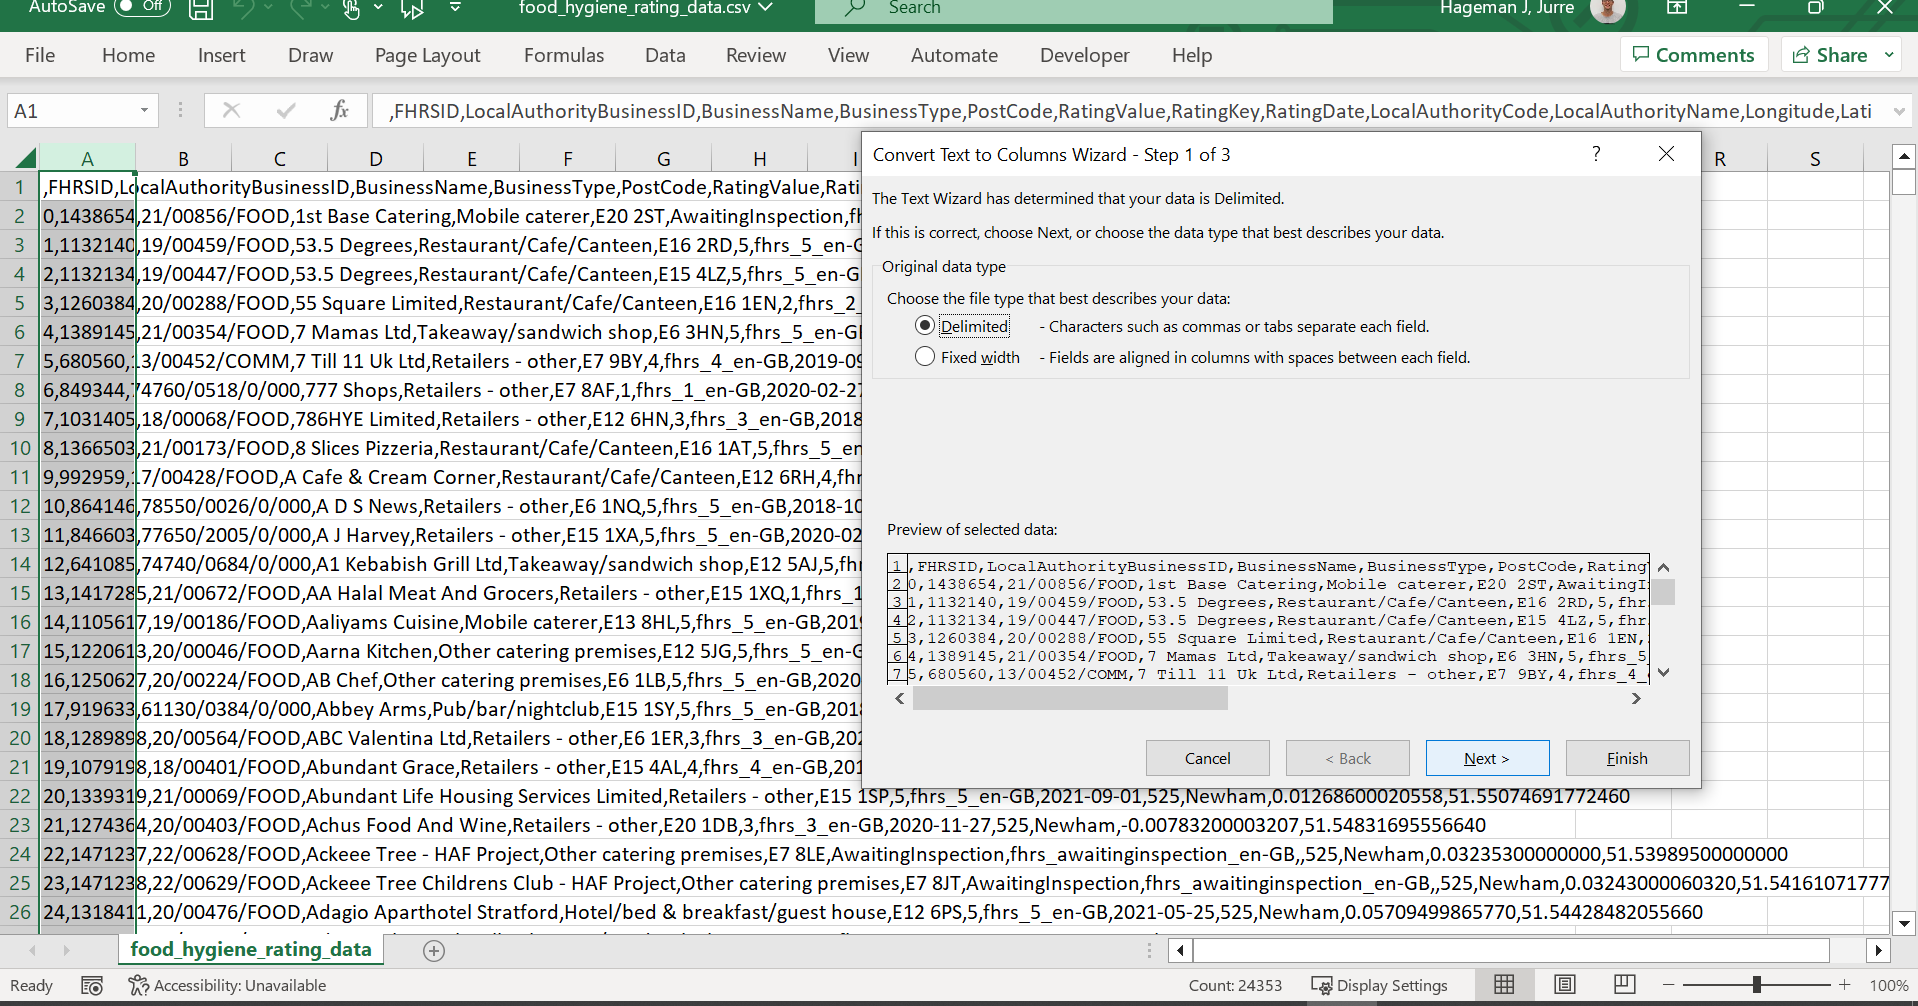 AutoSave Off food_hygiene_rating_data.csv Search Hageman J, Jurre
File Home Insert Draw Page Layout Formulas Data Review View Automate Developer Help Comments Share
A1 fx ,FHRSID,LocalAuthorityBusinessID,BusinessName,BusinessType,PostCode,RatingValue,RatingKey,RatingDate,LocalAuthorityCode,LocalAuthorityName,Longitude,Lati
A B C D E F G H I R S
1 ,FHRSID,LocalAuthorityBusinessID,BusinessName,BusinessType,PostCode,RatingValue,Rati
2 0,1438654,21/00856/FOOD,1st Base Catering,Mobile caterer,E20 2ST,AwaitingInspection,fh
3 1,1132140,19/00459/FOOD,53.5 Degrees,Restaurant/Cafe/Canteen,E16 2RD,5,fhrs_5_en-G
4 2,1132134,19/00447/FOOD,53.5 Degrees,Restaurant/Cafe/Canteen,E15 4LZ,5,fhrs_5_en-G
5 3,1260384,20/00288/FOOD,55 Square Limited,Restaurant/Cafe/Canteen,E16 1EN,2,fhrs_2_
6 4,1389145,21/00354/FOOD,7 Mamas Ltd,Takeaway/sandwich shop,E6 3HN,5,fhrs_5_en-GI
7 5,680560,13/00452/COMM,7 Till 11 Uk Ltd,Retailers - other,E7 9BY,4,fhrs_4_en-GB,2019-09
8 6,849344,74760/0518/0/000,777 Shops,Retailers - other,E7 8AF,1,fhrs_1_en-GB,2020-02-27
9 7,1031405,18/00068/FOOD,786HYE Limited,Retailers - other,E12 6HN,3,fhrs_3_en-GB,2018
10 8,1366503,21/00173/FOOD,8 Slices Pizzeria,Restaurant/Cafe/Canteen,E16 1AT,5,fhrs_5_en
11 9,992959,17/00428/FOOD,A Cafe & Cream Corner,Restaurant/Cafe/Canteen,E12 6RH,4,fhr
12 10,864146,78550/0026/0/000,A D S News,Retailers - other,E6 1NQ,5,fhrs_5_en-GB,2018-10
13 11,846603,77650/2005/0/000,A J Harvey,Retailers - other,E15 1XA,5,fhrs_5_en-GB,2020-02
14 12,641085,74740/0684/0/000,A1 Kebabish Grill Ltd,Takeaway/sandwich shop,E12 5AJ,5,fh
15 13,1417285,21/00672/FOOD,AA Halal Meat And Grocers,Retailers - other,E15 1XQ,1,fhrs_1
16 14,1105617,19/00186/FOOD,Aaliyams Cuisine,Mobile caterer,E13 8HL,5,fhrs_5_en-GB,2019
17 15,1220613,20/00046/FOOD,Aarna Kitchen,Other catering premises,E12 5JG,5,fhrs_5_en-G
18 16,1250627,20/00224/FOOD,AB Chef,Other catering premises,E6 1LB,5,fhrs_5_en-GB,2020
19 17,919633,61130/0384/0/000,Abbey Arms,Pub/bar/nightclub,E15 1SY,5,fhrs_5_en-GB,201
20 18,1289898,20/00564/FOOD,ABC Valentina Ltd,Retailers - other,E6 1ER,3,fhrs_3_en-GB,202
21 19,1079198,18/00401/FOOD,Abundant Grace,Retailers - other,E15 4AL,4,fhrs_4_en-GB,201
22 20,1339319,21/00069/FOOD,Abundant Life Housing Services Limited,Retailers - other,E15 1SP,5,fhrs_5_en-GB,2021-09-01,525,Newham,0.01268600020558,51.55074691772460
23 21,1274364,20/00403/FOOD,Achus Food And Wine,Retailers - other,E20 1DB,3,fhrs_3_en-GB,2020-11-27,525,Newham,-0.00783200003207,51.54831695556640
24 22,1471237,22/00628/FOOD,Ackeee Tree - HAF Project,Other catering premises,E7 8LE,AwaitingInspection,fhrs_awaitinginspection_en-GB,,525,Newham,0.03235300000000,51.53989500000000
25 23,1471238,22/00629/FOOD,Ackeee Tree Childrens Club - HAF Project,Other catering premises,E7 8JT,AwaitingInspection,fhrs_awaitinginspection_en-GB,,525,Newham,0.03243000060320,51.54161071777
26 24,1318411,20/00476/FOOD,Adagio Aparthotel Stratford,Hotel/bed & breakfast/guest house,E12 6PS,5,fhrs_5_en-GB,2021-05-25,525,Newham,0.05709499865770,51.54428482055660
Convert Text to Columns Wizard - Step 1 of 3 ?
The Text Wizard has determined that your data is Delimited.
If this is correct, choose Next, or choose the data type that best describes your data.
Original data type
Choose the file type that best describes your data:
Delimited - Characters such as commas or tabs separate each field.
Fixed width - Fields are aligned in columns with spaces between each field.
Preview of selected data:
1 ,FHRSID,LocalAuthorityBusinessID,BusinessName,BusinessType,PostCode,Rating
2 0,1438654,21/00856/FOOD,1st Base Catering,Mobile caterer,E20 2ST,AwaitingI
3 1,1132140,19/00459/FOOD,53.5 Degrees,Restaurant/Cafe/Canteen,E16 2RD,5,fhr
4 2,1132134,19/00447/FOOD,53.5 Degrees,Restaurant/Cafe/Canteen,E15 4LZ,5,fhr
5 3,1260384,20/00288/FOOD,55 Square Limited,Restaurant/Cafe/Canteen,E16 1EN,
6 4,1389145,21/00354/FOOD,7 Mamas Ltd,Takeaway/sandwich shop,E6 3HN,5,fhrs_5
7 5,680560,13/00452/COMM,7 Till 11 Uk Ltd,Retailers - other,E7 9BY,4,fhrs_4_
Cancel < Back Next > Finish
food_hygiene_rating_data
Ready Accessibility: Unavailable Count: 24353 Display Settings 100%